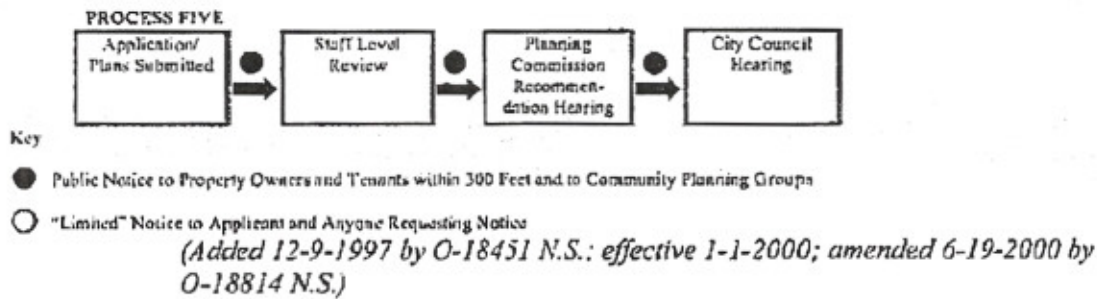 PROCESS FIVE
Application/
Plans Submitted
Staff Level
Review
Planning
Commission
Recommen-
dation Hearing
City Council
Hearing
Key
Public Notice to Property Owners and Tenants within 300 Feet and to Community Planning Groups
"Limited" Notice to Applicant and Anyone Requesting Notice
(Added 12-9-1997 by O-18451 N.S.; effective 1-1-2000; amended 6-19-2000 by
O-18814 N.S.)